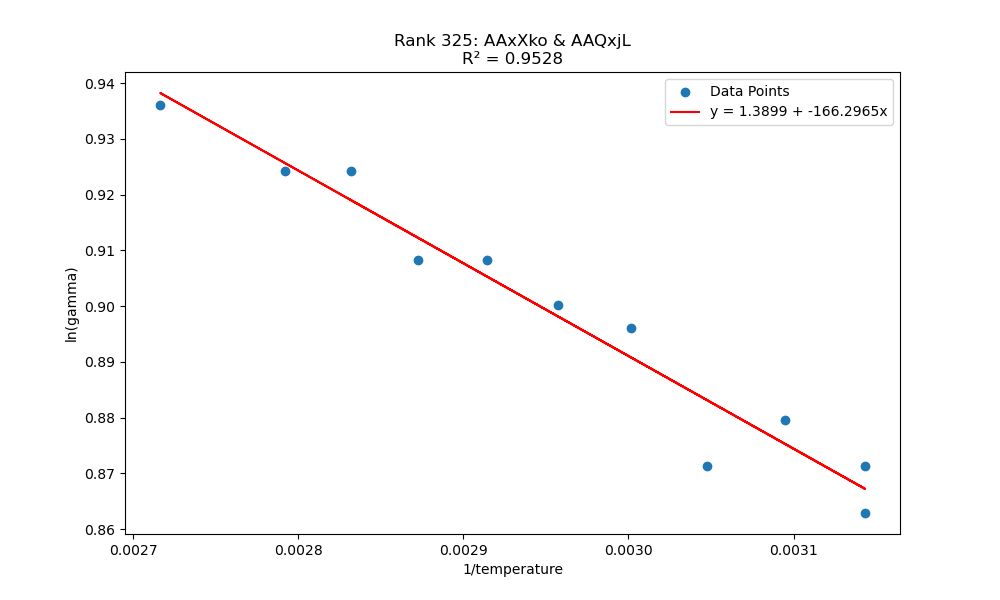 Rank 325: AAxXko & AAQxjL
R² = 0.9528
Data Points
y = 1.3899 + -166.2965x
0.94
0.93
0.92
0.91
0.90
0.89
0.88
0.87
0.86
ln(gamma)
0.0027 0.0028 0.0029 0.0030 0.0031
1/temperature